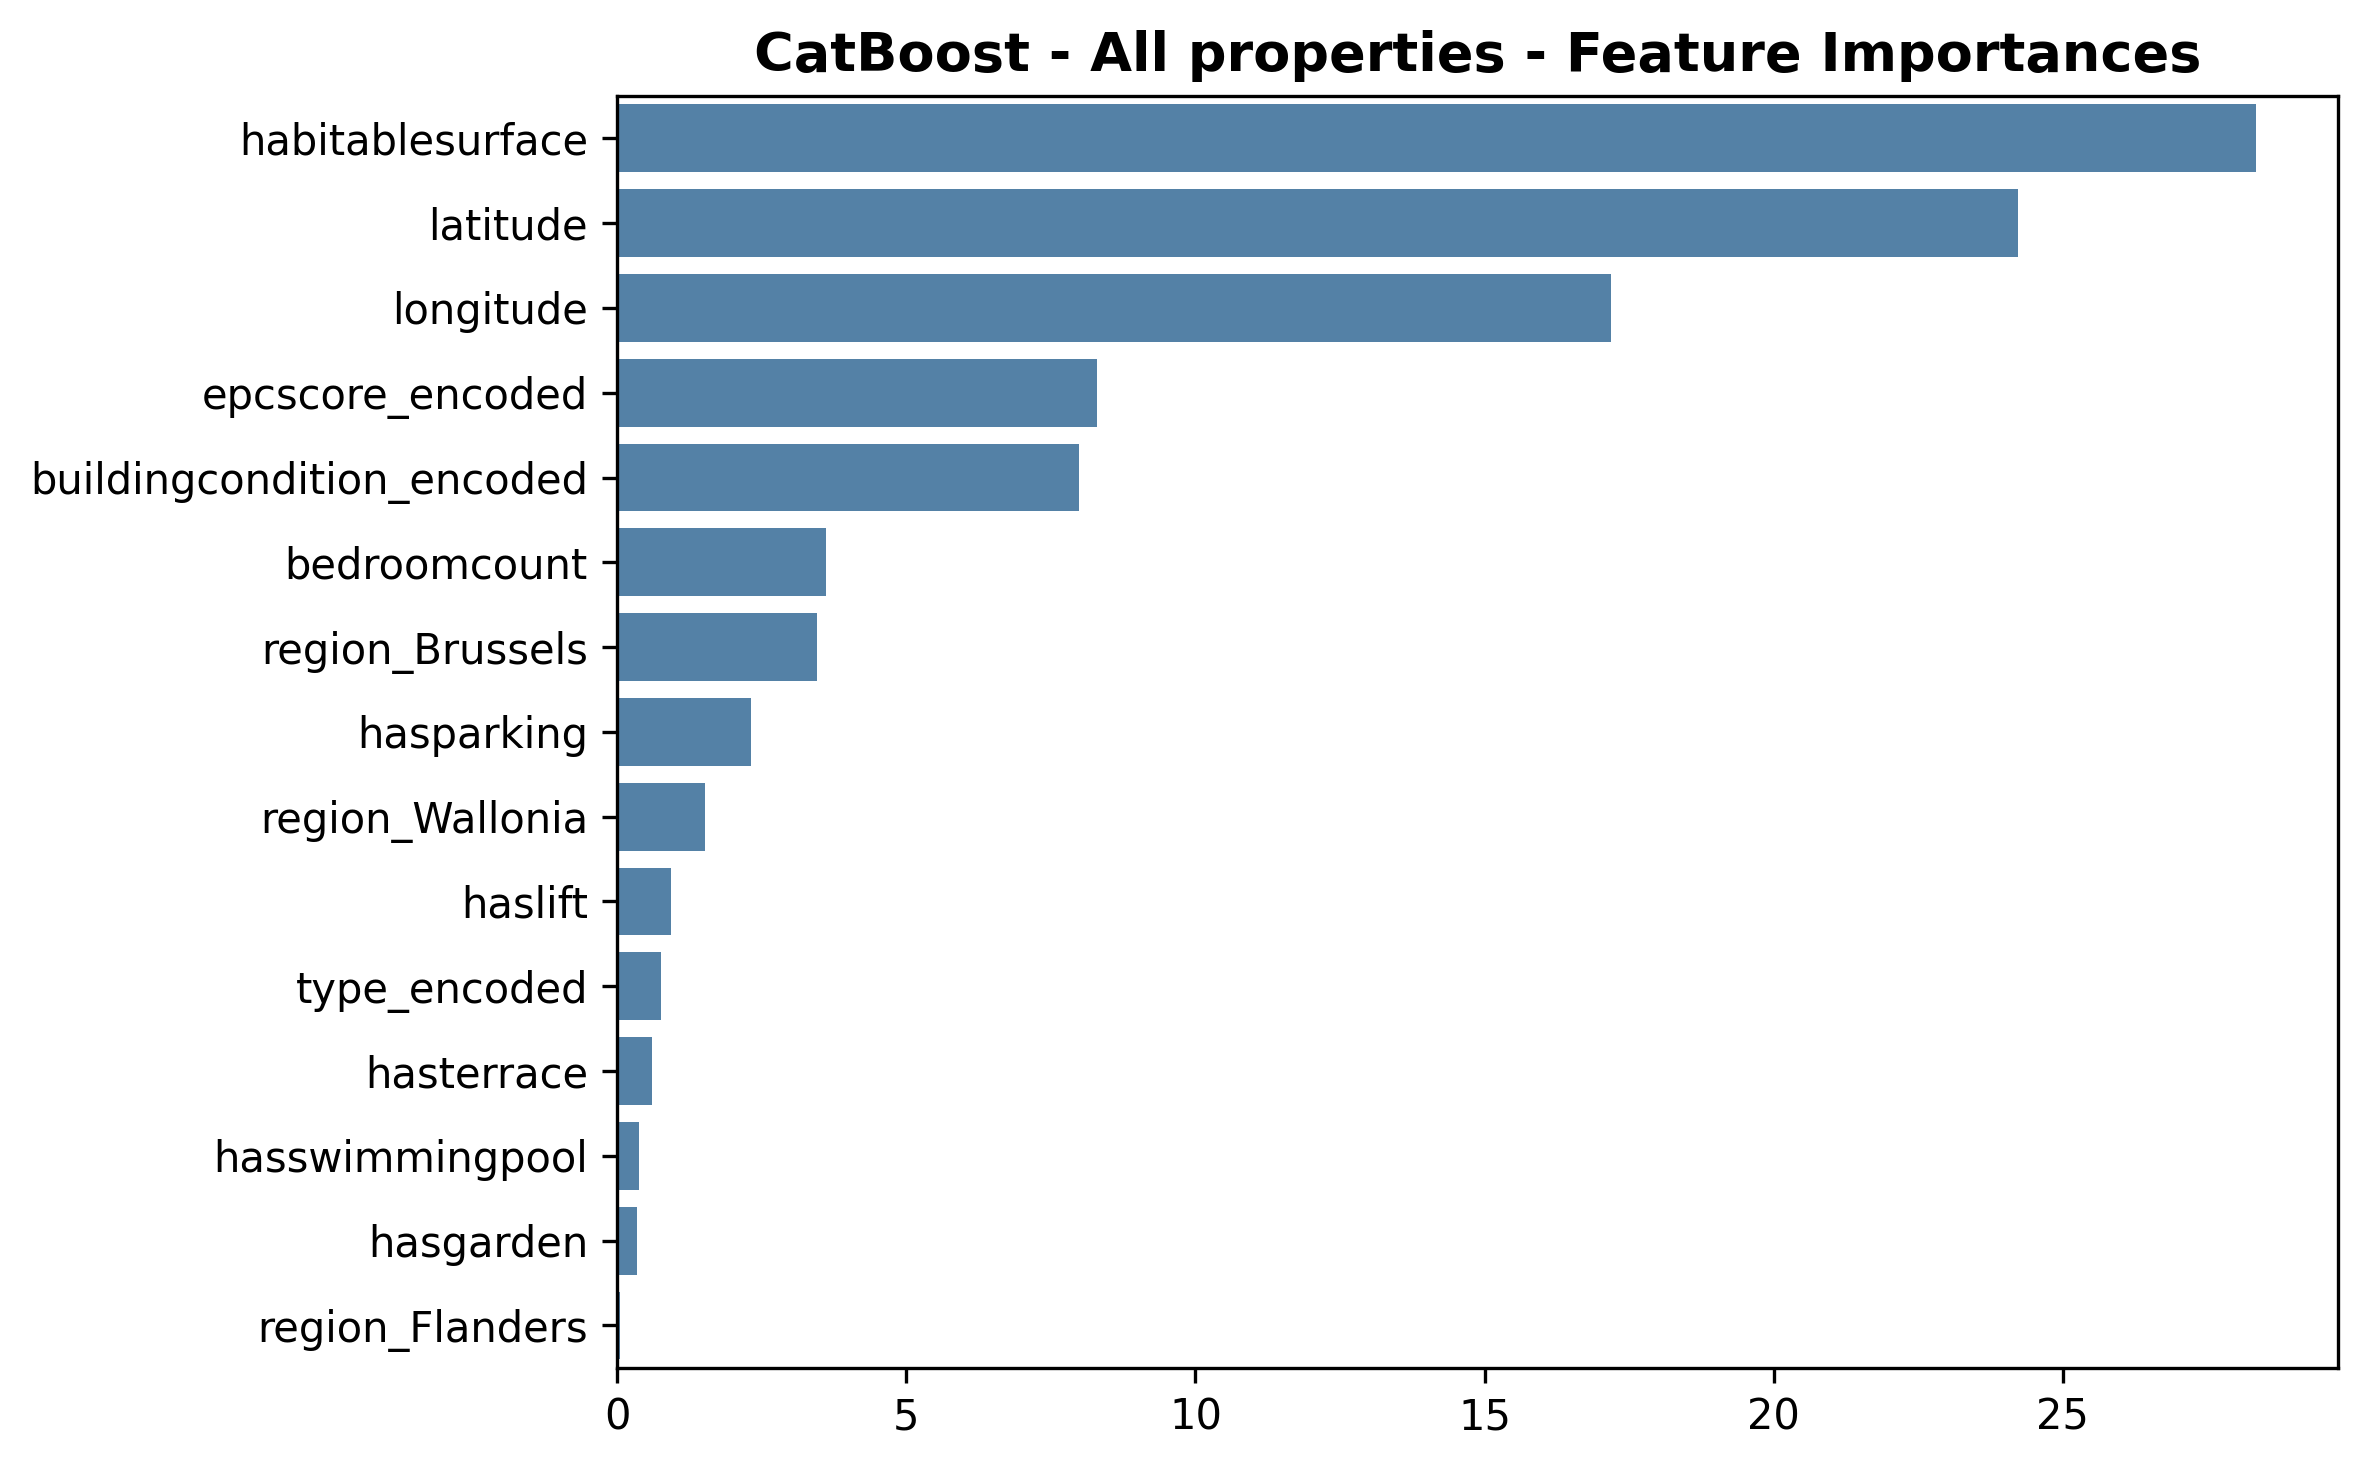 CatBoost - All properties - Feature Importances
habitablesurface
latitude
longitude
epcscore_encoded
buildingcondition_encoded
bedroomcount
region_Brussels
hasparking
region_Wallonia
haslift
type_encoded
hasterrace
hasswimmingpool
hasgarden
region_Flanders
0 5 10 15 20 25